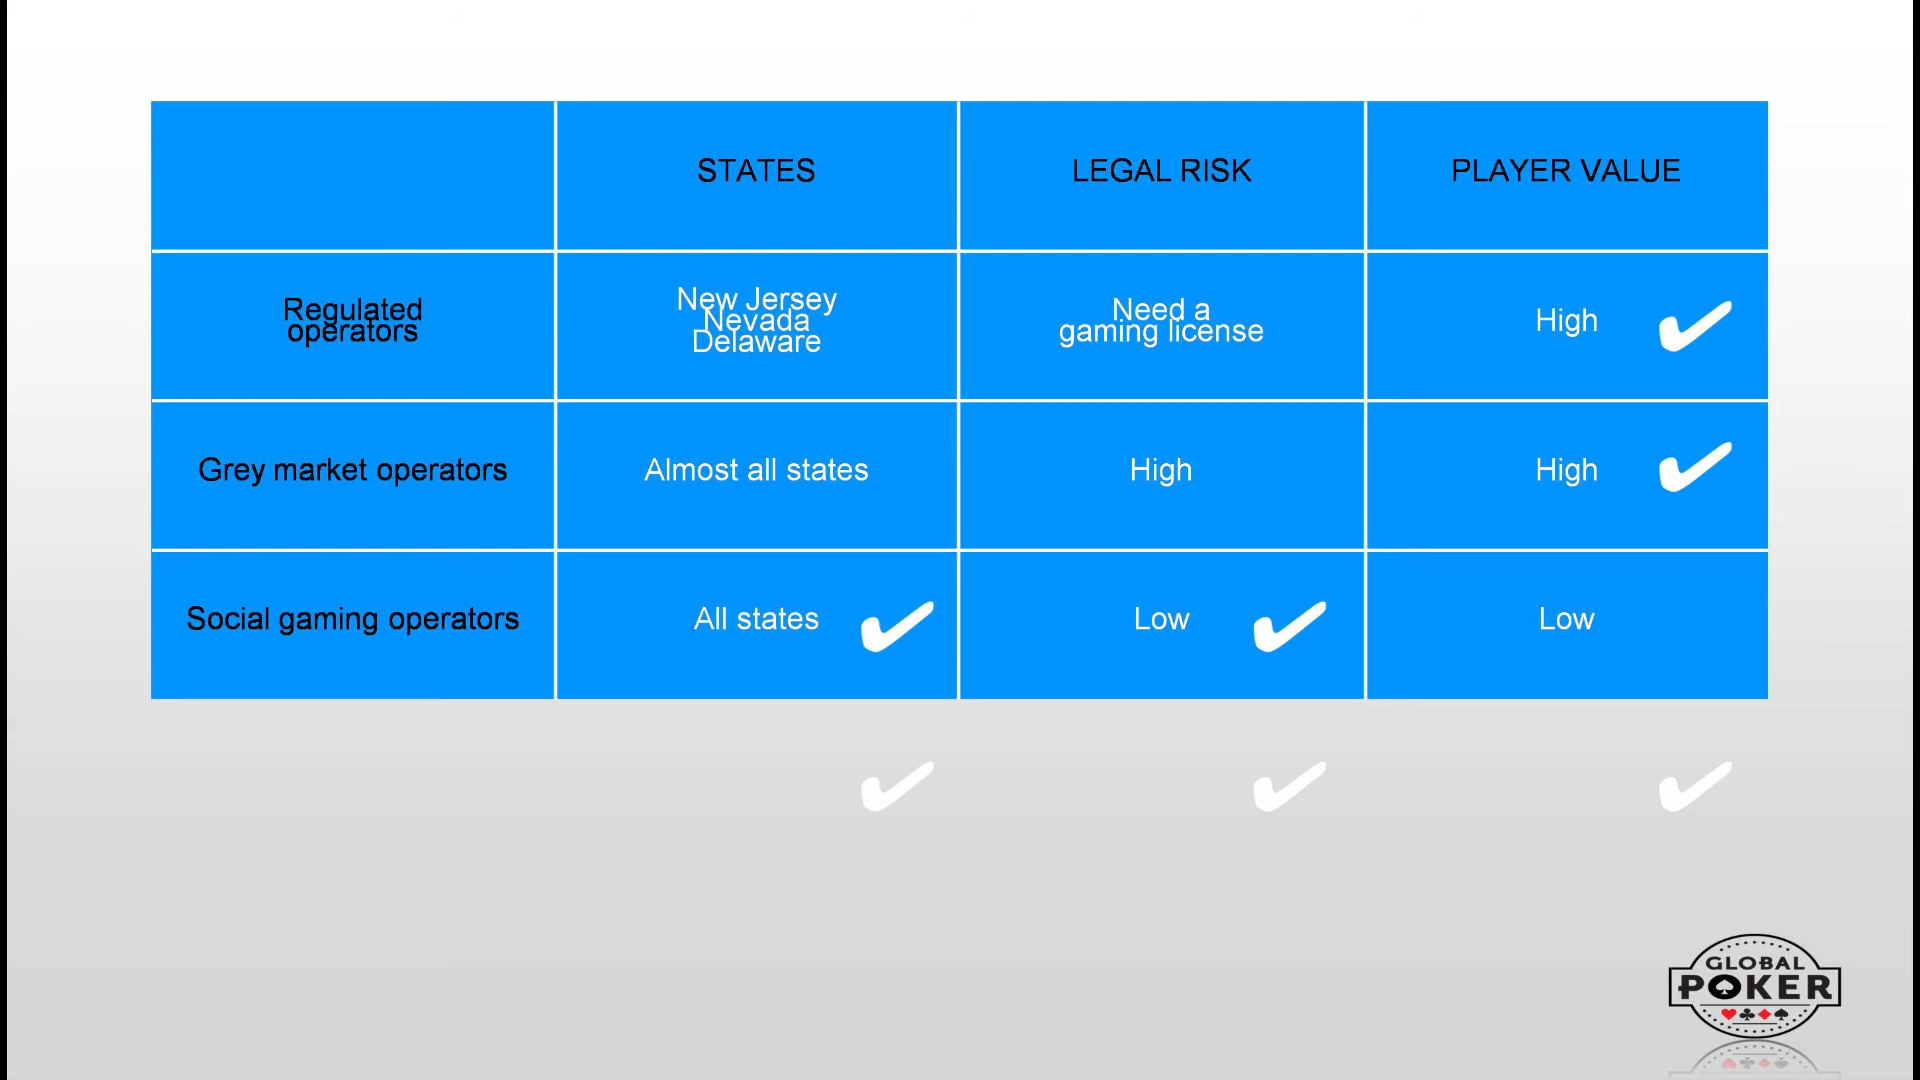 STATES
LEGAL RISK
PLAYER VALUE
Regulated
operators
New Jersey
Nevada
Delaware
Need a
gaming license
High ✔
Grey market operators
Almost all states
High
High ✔
Social gaming operators
All states ✔
Low ✔
Low
✔ ✔ ✔
GLOBAL
POKER